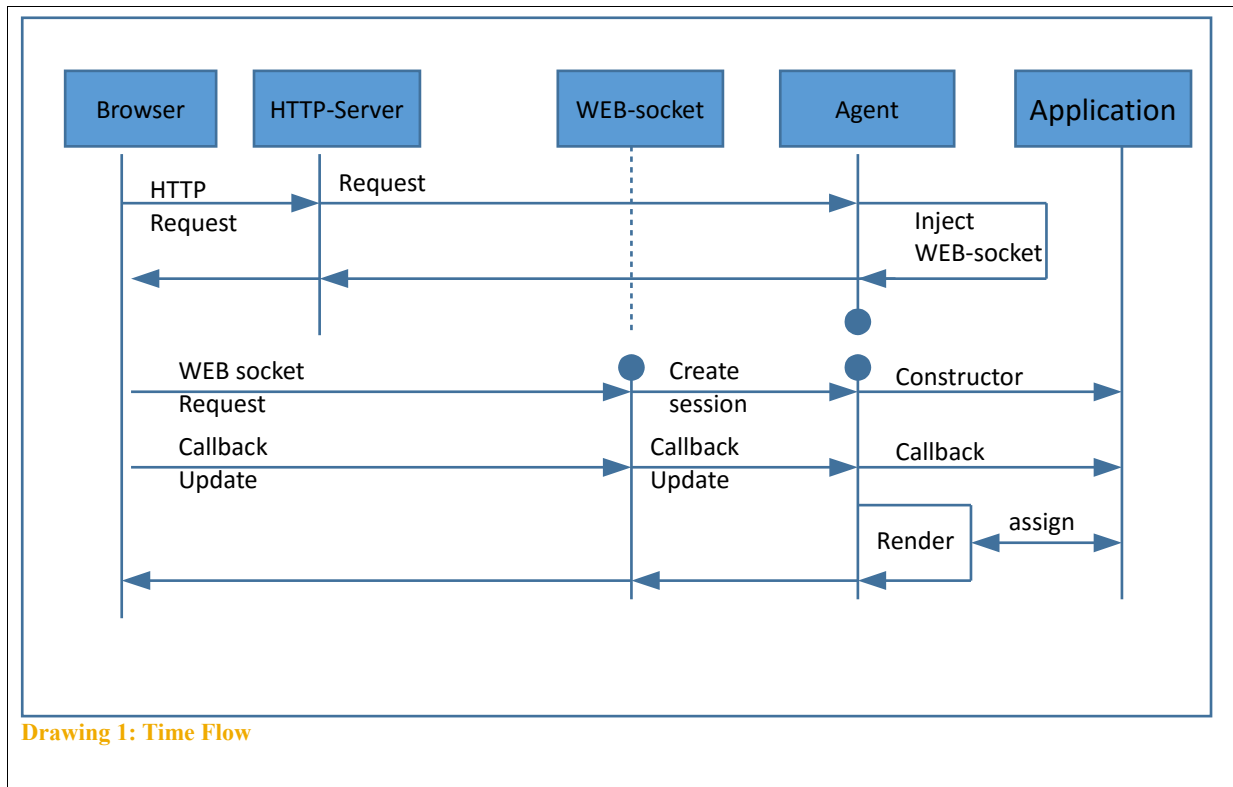 Browser
HTTP-Server
WEB-socket
Agent
Application
HTTP
Request
Request
Inject
WEB-socket
WEB socket
Request
Create
session
Constructor
Callback
Update
Callback
Update
Callback
Render
assign
Drawing 1: Time Flow